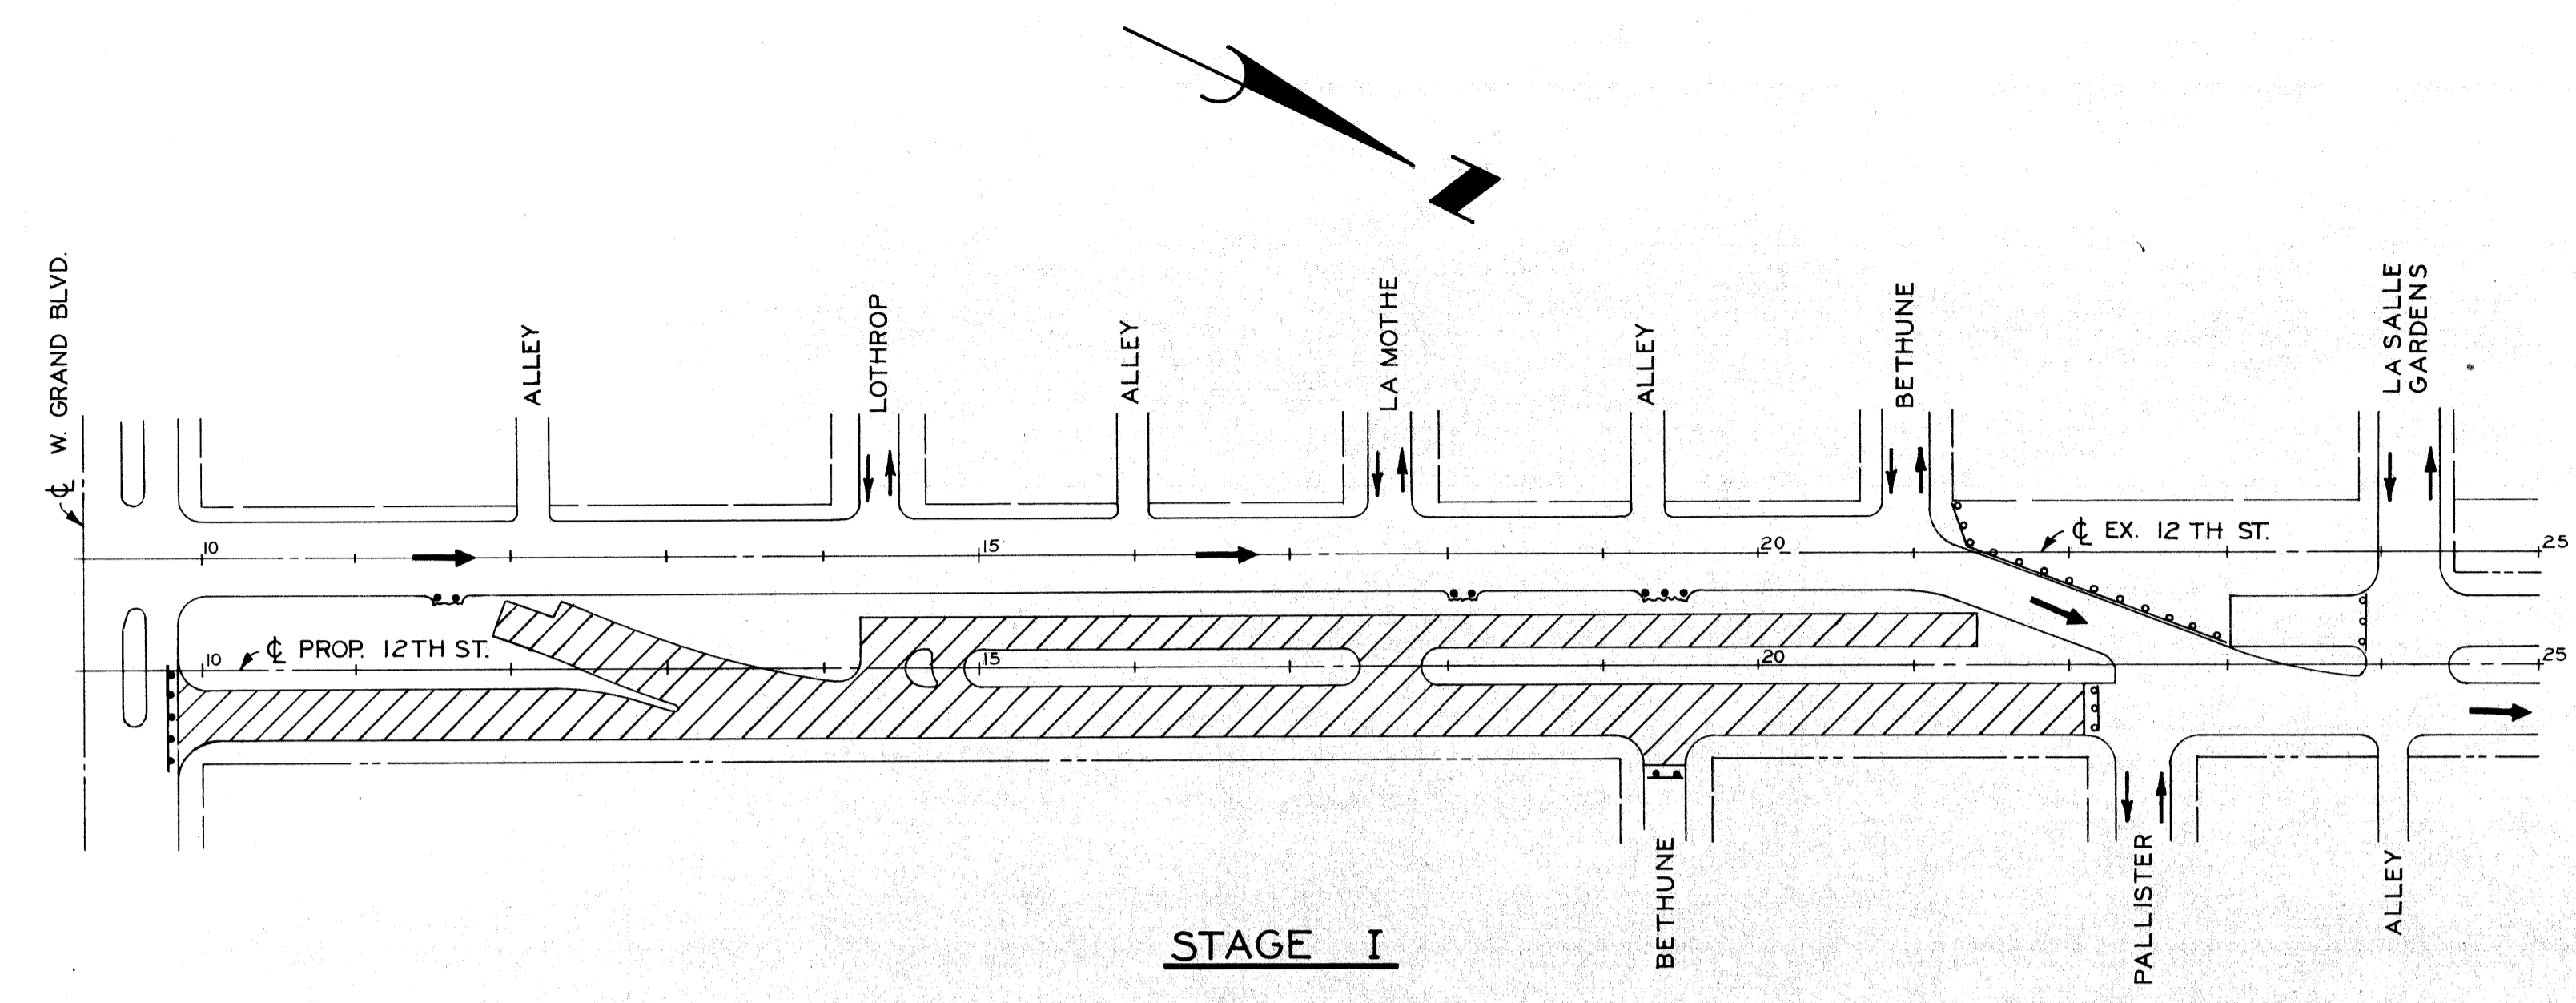 N
W. GRAND BLVD.
ALLEY
LOTHROP
ALLEY
LA MOTHE
ALLEY
BETHUNE
LA SALLE
GARDENS
℄
10
15
20
℄ EX. 12 TH ST.
25
℄ PROP. 12TH ST.
10
15
20
25
BETHUNE
PALLISTER
ALLEY
STAGE I